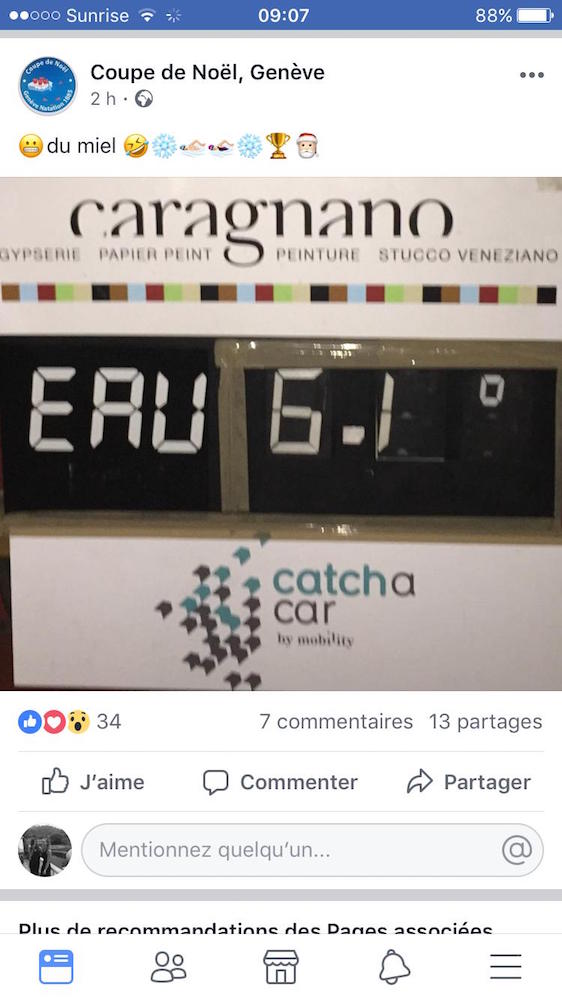 Sunrise 09:07 88%
Coupe de Noël, Genève
2 h
😬 du miel 🤣❄️🏊🏻🏊🏻‍♀️❄️🏆🎅🏻
caragnano
GYPSERIE PAPIER PEINT PEINTURE STUCCO VENEZIANO
EAU 6.1°
catch a
car
by mobility
34 7 commentaires 13 partages
J'aime Commenter Partager
Mentionnez quelqu'un... @
Plus de recommandations des Pages associées